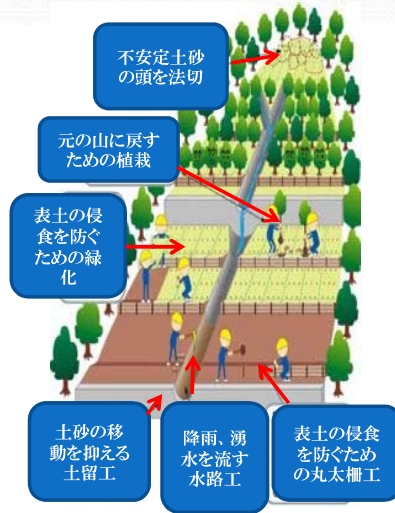 不安定土砂
の頭を法切
元の山に戻す
ための植栽
表土の侵
食を防ぐ
ための緑
化
土砂の移
動を抑える
土留工
降雨、湧
水を流す
水路工
表土の侵食
を防ぐため
の丸太柵工